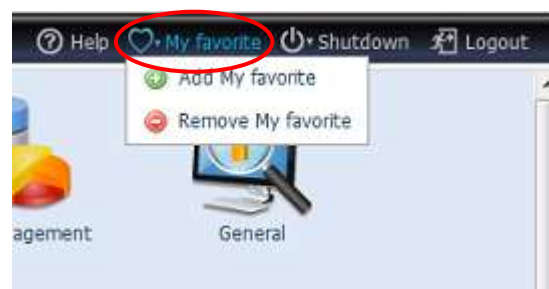 Help My favorite Shutdown Logout
Add My favorite
Remove My favorite
agement General